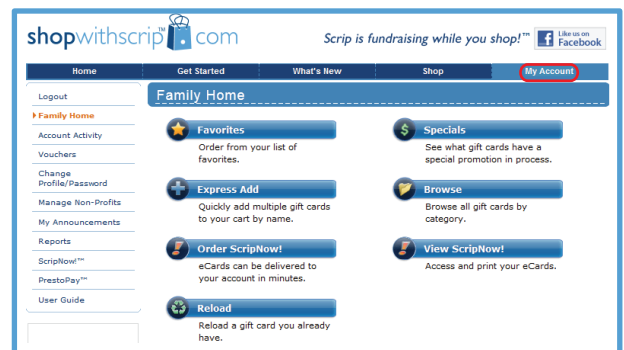 shopwithscrip™ com
Scrip is fundraising while you shop!™
Like us on
Facebook
Home
Get Started
What's New
Shop
My Account
Logout
Family Home
Account Activity
Vouchers
Change
Profile/Password
Manage Non-Profits
My Announcements
Reports
ScripNow!™
PrestoPay™
User Guide
Family Home
Favorites
Order from your list of
favorites.
Specials
See what gift cards have a
special promotion in process.
Express Add
Quickly add multiple gift cards
to your cart by name.
Browse
Browse all gift cards by
category.
Order ScripNow!
eCards can be delivered to
your account in minutes.
View ScripNow!
Access and print your eCards.
Reload
Reload a gift card you already
have.